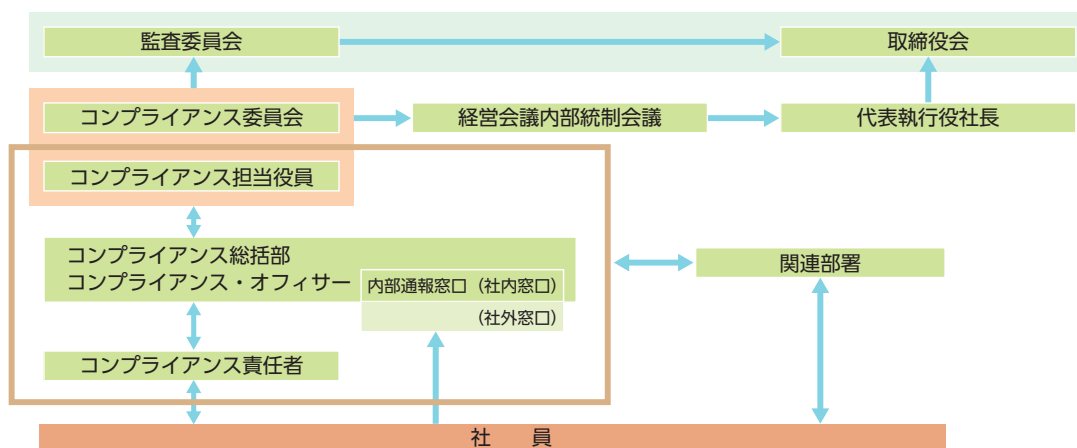 監査委員会
取締役会
コンプライアンス委員会
経営会議内部統制会議
代表執行役社長
コンプライアンス担当役員
コンプライアンス総括部
コンプライアンス・オフィサー
内部通報窓口（社内窓口）
（社外窓口）
関連部署
コンプライアンス責任者
社　員